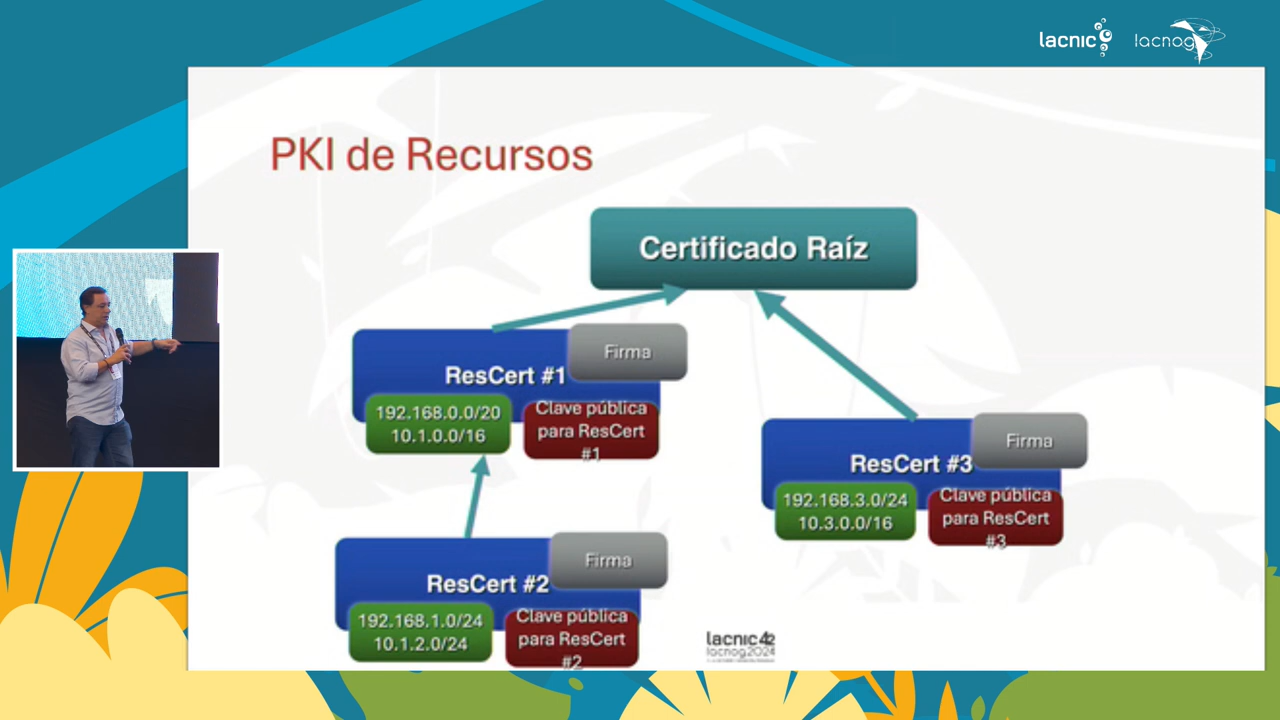 lacnic
lacnog
PKI de Recursos
Certificado Raíz
Firma
ResCert #1
192.168.0.0/20
10.1.0.0/16
Clave pública
para ResCert
#1
Firma
ResCert #3
192.168.3.0/24
10.3.0.0/16
Clave pública
para ResCert
#3
Firma
ResCert #2
192.168.1.0/24
10.1.2.0/24
Clave pública
para ResCert
#2
lacnic42
lacnog2024